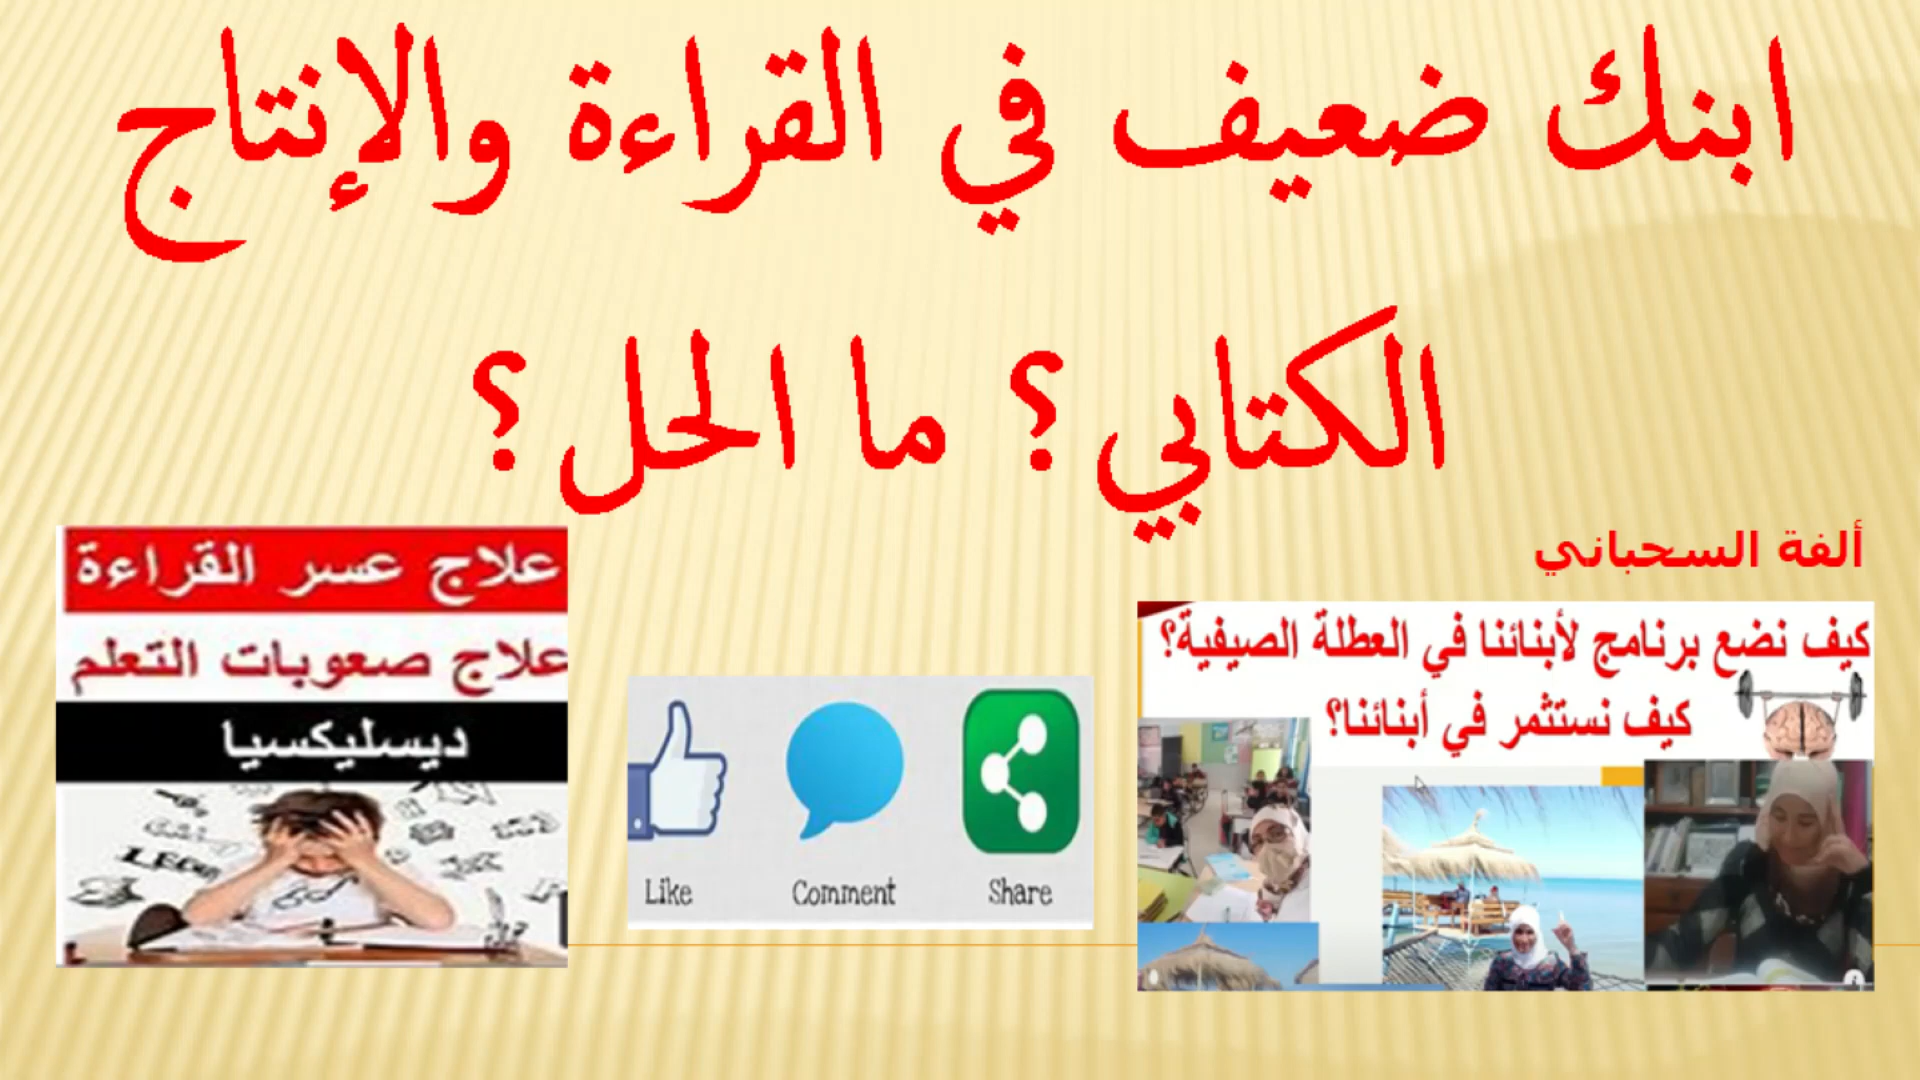 ابنك ضعيف في القراءة والإنتاج
الكتابي؟ ما الحل؟
ألفة السحباني
كيف نضع برنامج لأبنائنا في العطلة الصيفية؟
كيف نستثمر في أبنائنا؟
علاج عسر القراءة
علاج صعوبات التعلم
ديسليكسيا
Like Comment Share